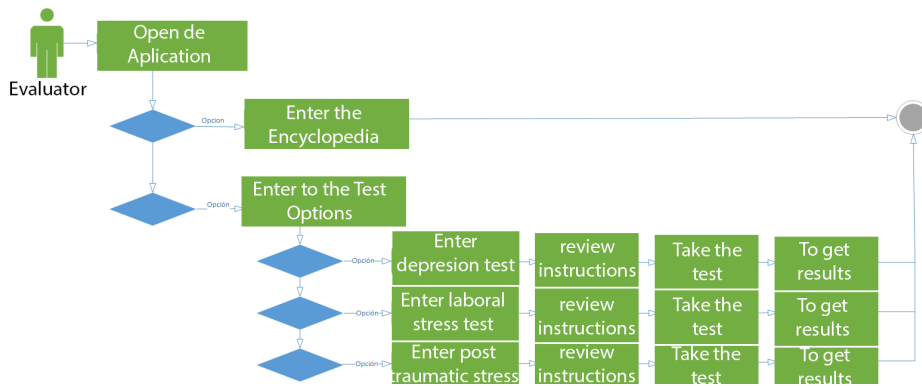 Open de
Aplication
Evaluator
Opcion
Enter the
Encyclopedia
Opción
Enter to the Test
Options
Opción
Enter
depresion test
review
instructions
Take the
test
To get
results
Opción
Enter laboral
stress test
review
instructions
Take the
test
To get
results
Opción
Enter post
traumatic stress
review
instructions
Take the
test
To get
results